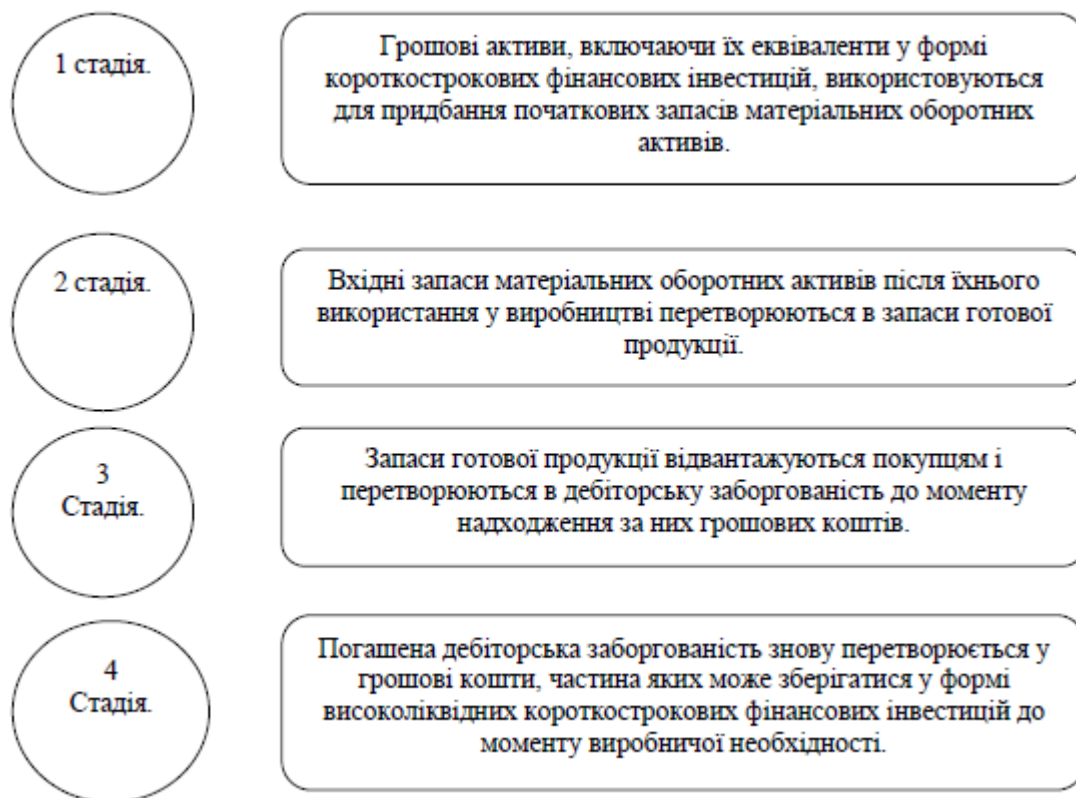 1 стадія.
Грошові активи, включаючи їх еквіваленти у формі
короткострокових фінансових інвестицій, використовуються
для придбання початкових запасів матеріальних оборотних
активів.
2 стадія.
Вхідні запаси матеріальних оборотних активів після їхнього
використання у виробництві перетворюються в запаси готової
продукції.
3
Стадія.
Запаси готової продукції відвантажуються покупцям і
перетворюються в дебіторську заборгованість до моменту
надходження за них грошових коштів.
4
Стадія.
Погашена дебіторська заборгованість знову перетворюється у
грошові кошти, частина яких може зберігатися у формі
високоліквідних короткострокових фінансових інвестицій до
моменту виробничої необхідності.